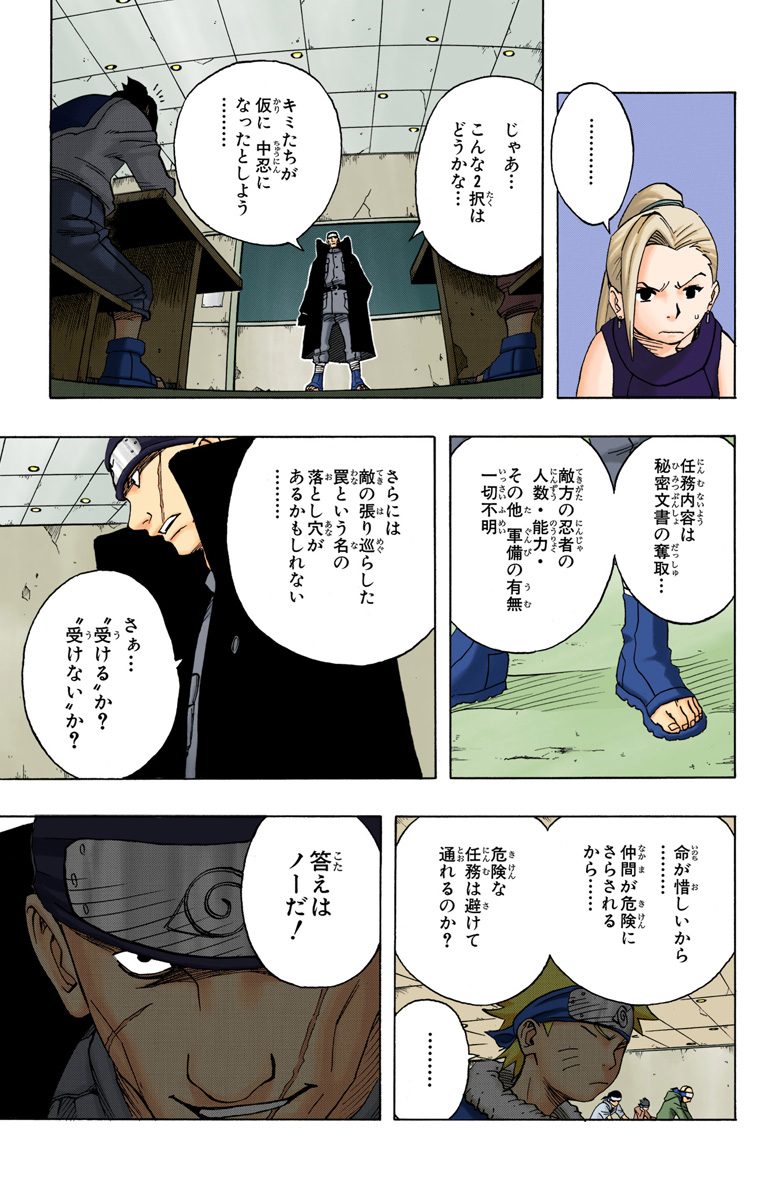 …………
じゃあ…
こんな2択は
どうかな…
キミたちが
仮に 中忍に
なったとしよう
………
任務内容は
秘密文書の奪取…
敵方の忍者の
人数・能力・
その他 軍備の有無
一切不明
さらには
敵の張り巡らした
罠という名の
落とし穴が
あるかもしれない
さぁ…
〝受ける〟か?
〝受けない〟か?
命が惜しいから
………
仲間が危険に
さらされる
から………
危険な
任務は避けて
通れるのか?
………
答えは
ノーだ!